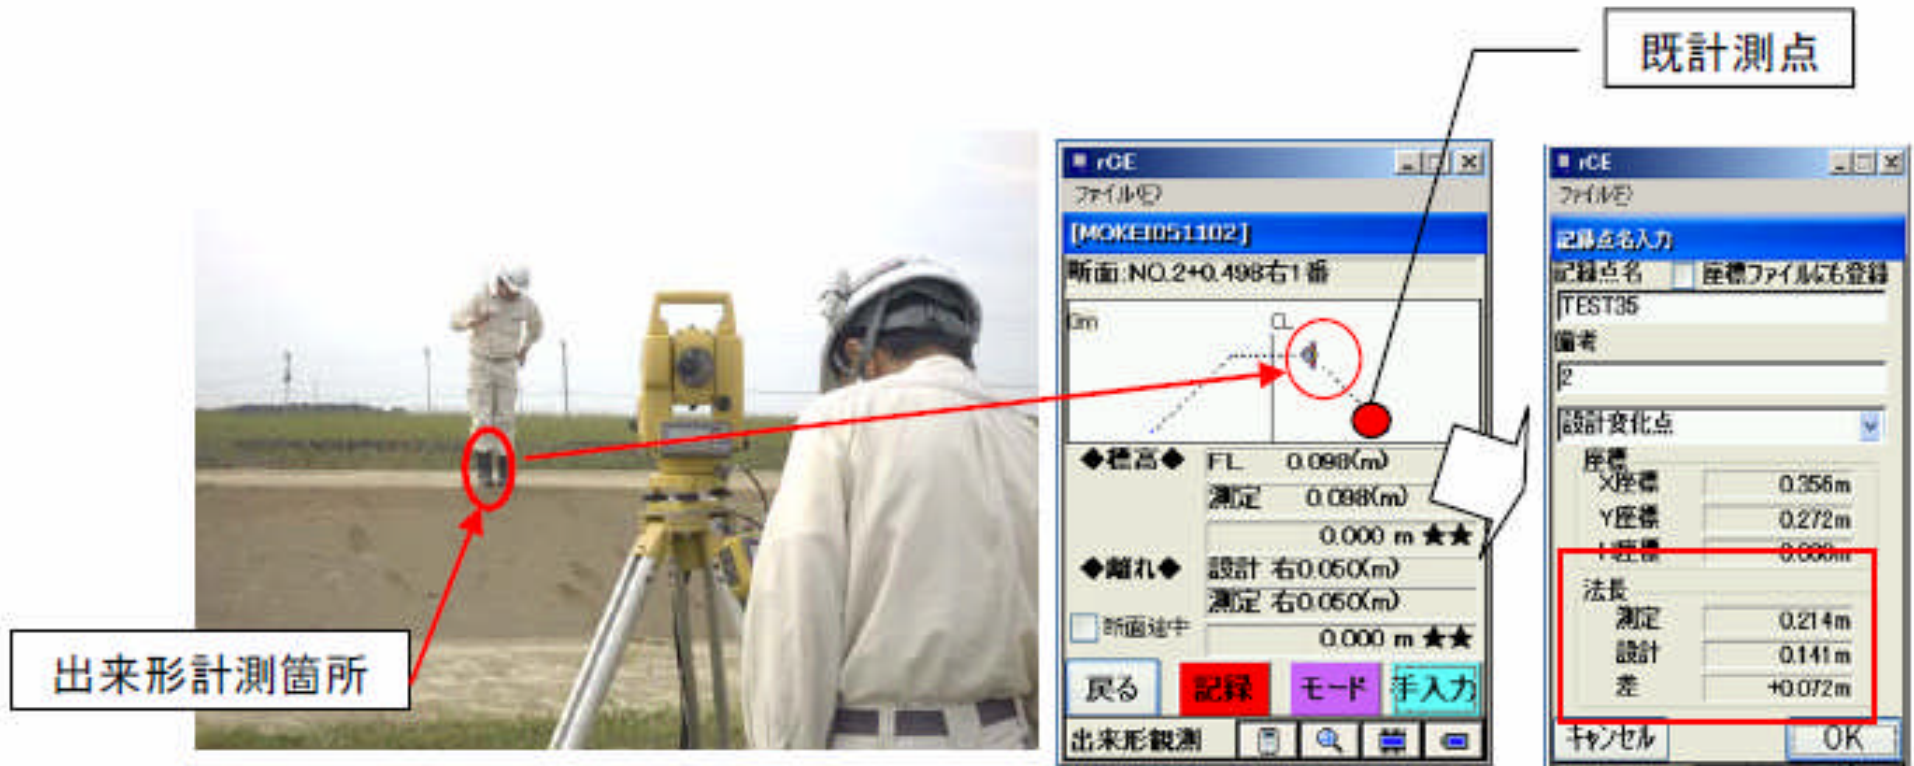 既計測点
出来形計測箇所
rCE
ファイル(F)
[MOKEI051102]
断面:NO.2+0.498右1番
CL
◆標高◆ FL 0.098(m)
測定 0.098(m)
0.000 m ★★
◆離れ◆ 設計 右0.050(m)
測定 右0.050(m)
断面途中
0.000 m ★★
戻る 記録 モード 手入力
出来形観測
rCE
ファイル(F)
記録点名入力
記録点名 座標ファイルにも登録
TEST35
備考
2
設計変化点
座標
X座標 0.356m
Y座標 0.272m
H座標
法長
測定 0.214m
設計 0.141m
差 +0.072m
キャンセル OK